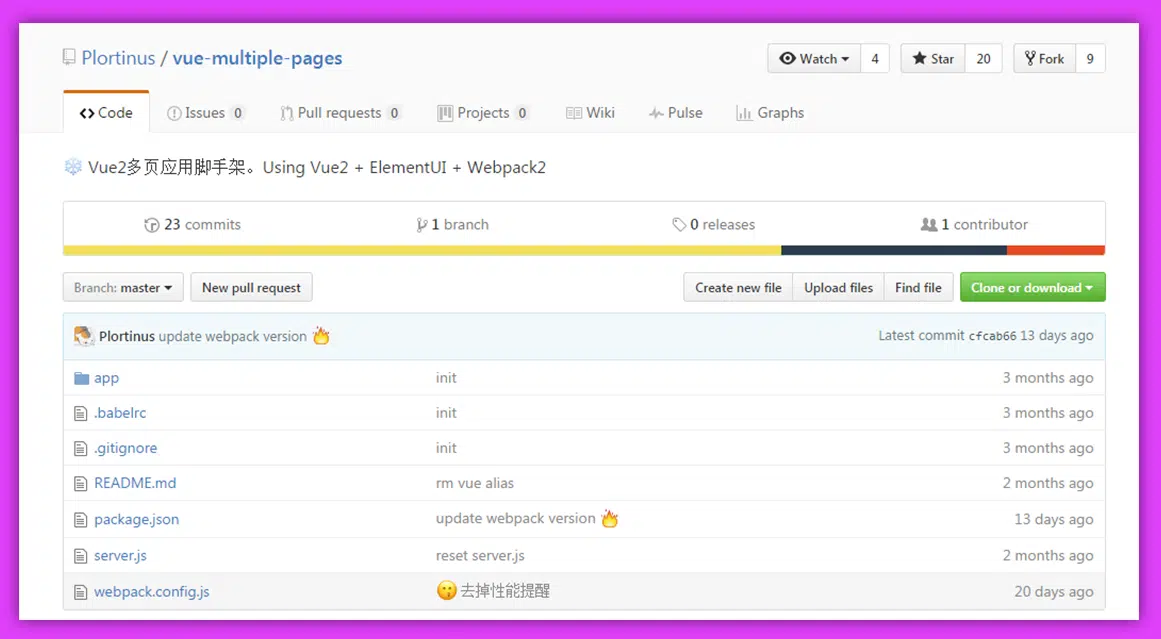 Plortinus / vue-multiple-pages Watch 4 Star 20 Fork 9
Code Issues 0 Pull requests 0 Projects 0 Wiki Pulse Graphs
Vue2多页应用脚手架。Using Vue2 + ElementUI + Webpack2
23 commits 1 branch 0 releases 1 contributor
Branch: master New pull request Create new file Upload files Find file Clone or download
Plortinus update webpack version 🔥 Latest commit cfcab66 13 days ago
app init 3 months ago
.babelrc init 3 months ago
.gitignore init 3 months ago
README.md rm vue alias 2 months ago
package.json update webpack version 🔥 13 days ago
server.js reset server.js 2 months ago
webpack.config.js 去掉性能提醒 20 days ago